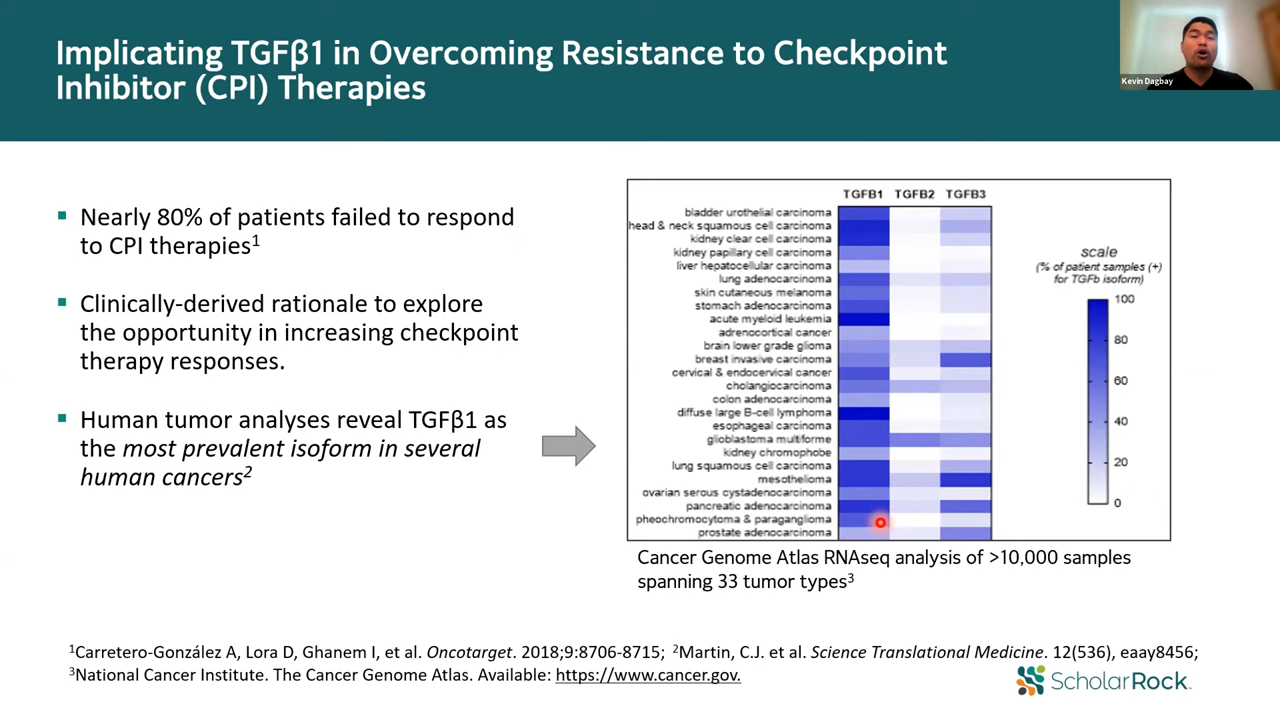 Implicating TGFβ1 in Overcoming Resistance to Checkpoint
Inhibitor (CPI) Therapies
Kevin Dagbay
▪ Nearly 80% of patients failed to respond
to CPI therapies¹
▪ Clinically-derived rationale to explore
the opportunity in increasing checkpoint
therapy responses.
▪ Human tumor analyses reveal TGFβ1 as
the most prevalent isoform in several
human cancers²
TGFB1 TGFB2 TGFB3
bladder urothelial carcinoma
head & neck squamous cell carcinoma
kidney clear cell carcinoma
kidney papillary cell carcinoma
liver hepatocellular carcinoma
lung adenocarcinoma
skin cutaneous melanoma
stomach adenocarcinoma
acute myeloid leukemia
adrenocortical cancer
brain lower grade glioma
breast invasive carcinoma
cervical & endocervical cancer
cholangiocarcinoma
colon adenocarcinoma
diffuse large B-cell lymphoma
esophageal carcinoma
glioblastoma multiforme
kidney chromophobe
lung squamous cell carcinoma
mesothelioma
ovarian serous cystadenocarcinoma
pancreatic adenocarcinoma
pheochromocytoma & paraganglioma
prostate adenocarcinoma
scale
(% of patient samples (+)
for TGFb isoform)
100
80
60
40
20
0
Cancer Genome Atlas RNAseq analysis of >10,000 samples
spanning 33 tumor types³
¹Carretero-González A, Lora D, Ghanem I, et al. Oncotarget. 2018;9:8706-8715; ²Martin, C.J. et al. Science Translational Medicine. 12(536), eaay8456;
³National Cancer Institute. The Cancer Genome Atlas. Available: https://www.cancer.gov.
ScholarRock